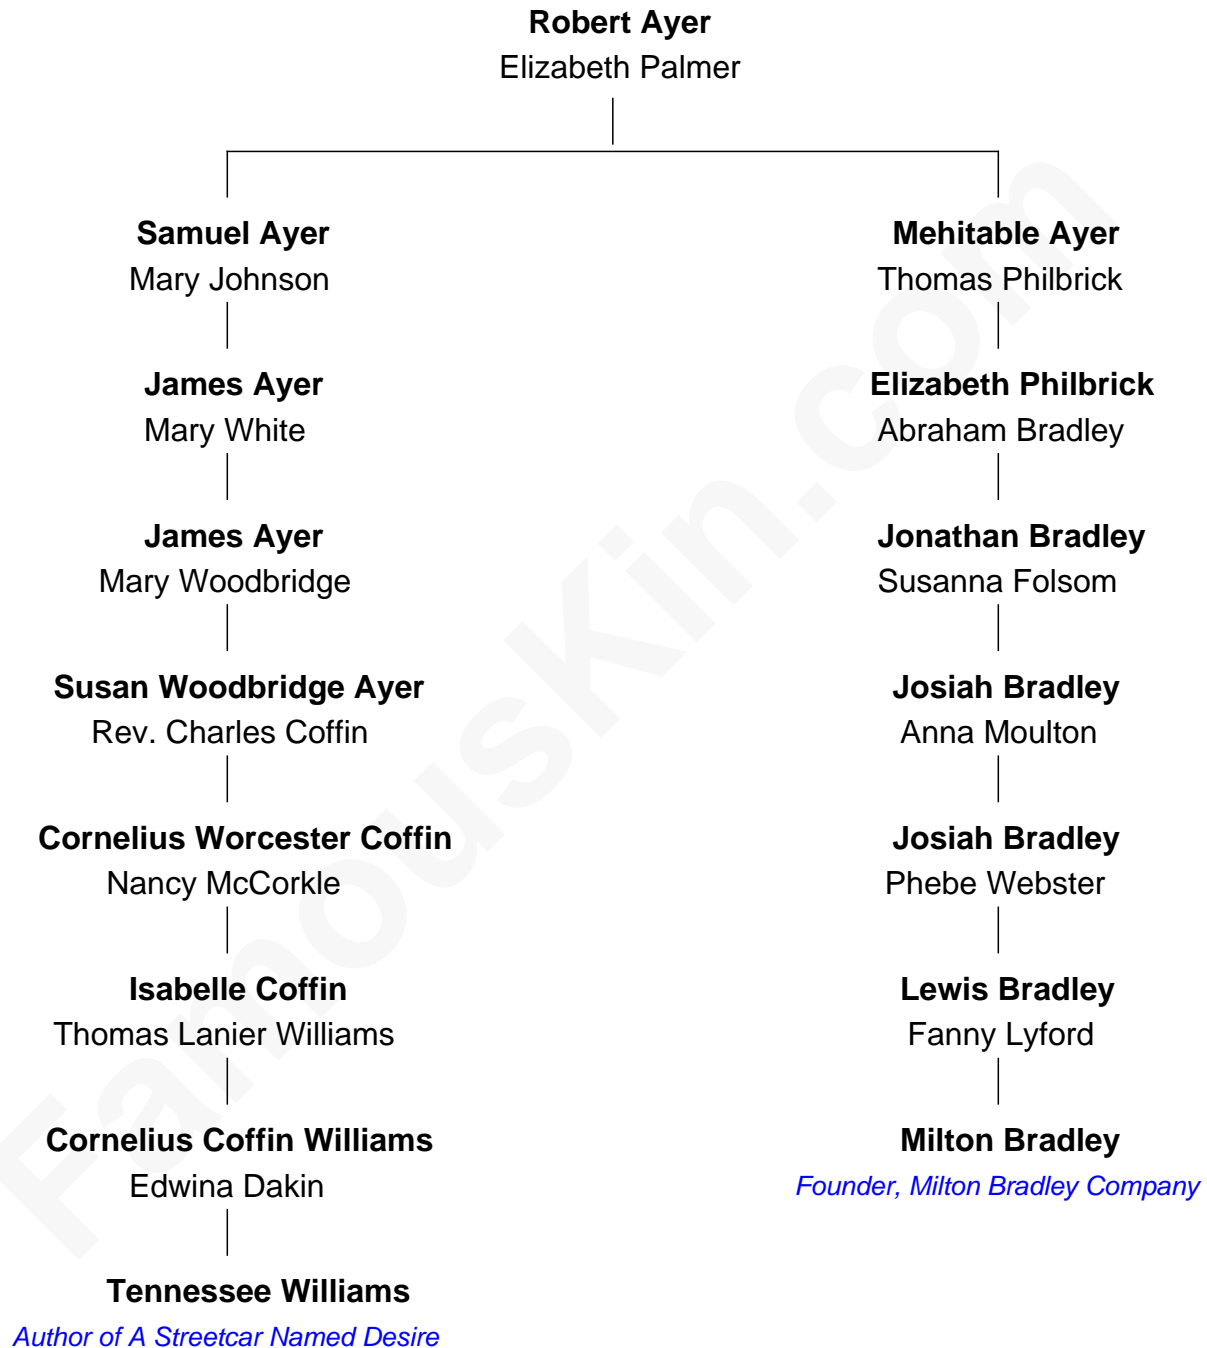 Robert Ayer
Elizabeth Palmer
Samuel Ayer
Mary Johnson
James Ayer
Mary White
James Ayer
Mary Woodbridge
Susan Woodbridge Ayer
Rev. Charles Coffin
Cornelius Worcester Coffin
Nancy McCorkle
Isabelle Coffin
Thomas Lanier Williams
Cornelius Coffin Williams
Edwina Dakin
Tennessee Williams
Author of A Streetcar Named Desire
Mehitable Ayer
Thomas Philbrick
Elizabeth Philbrick
Abraham Bradley
Jonathan Bradley
Susanna Folsom
Josiah Bradley
Anna Moulton
Josiah Bradley
Phebe Webster
Lewis Bradley
Fanny Lyford
Milton Bradley
Founder, Milton Bradley Company
FamousKin.com